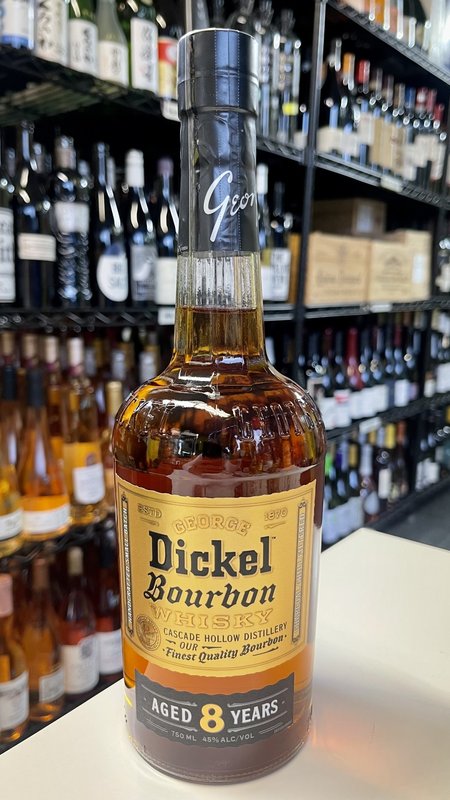 Geor
ESTD 1870
GEORGE
Dickel
Bourbon
WHISKY
CASCADE HOLLOW DISTILLERY
OUR
Finest Quality Bourbon
AGED 8 YEARS
750 ML 45% ALC/VOL